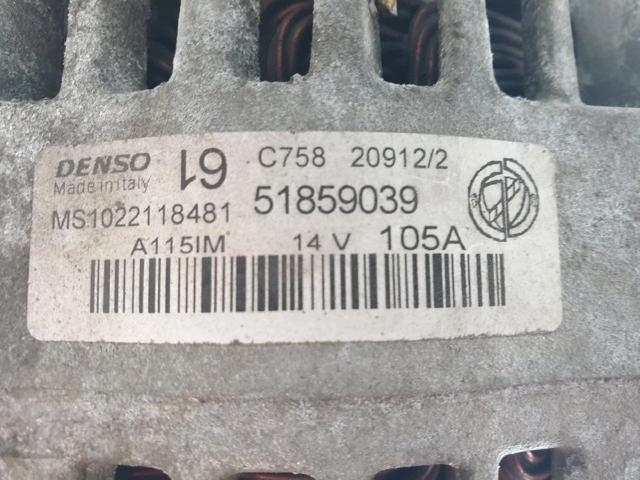 DENSO 19 C758 20912/2
Made in Italy
MS1022118481 51859039
A115IM 14 V 105A